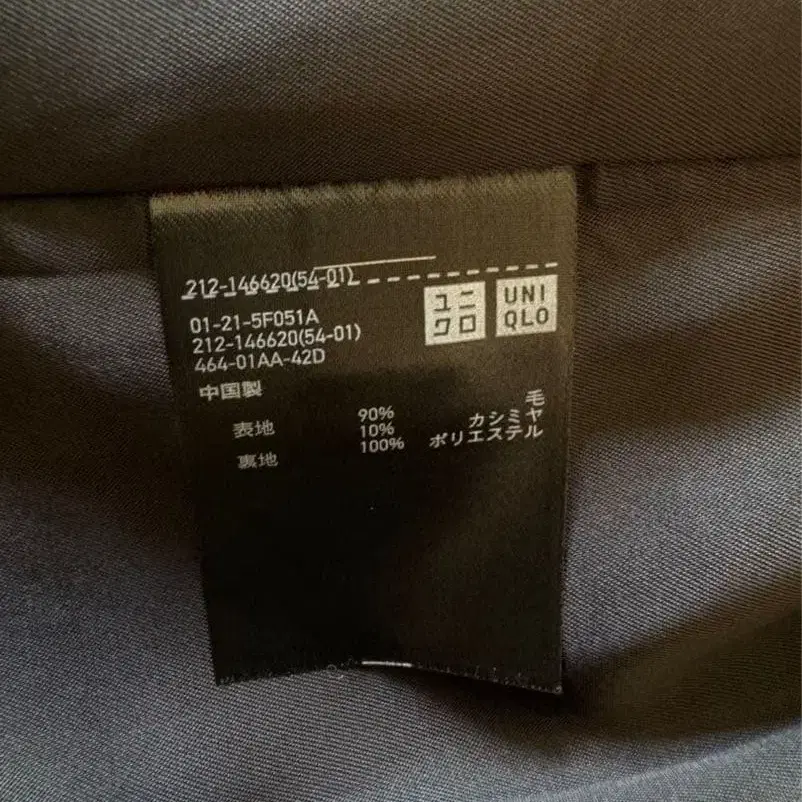 212-146620(54-01)
ユニ
クロ
UNI
QLO
01-21-5F051A
212-146620(54-01)
464-01AA-42D
中国製
表地 90% 毛
10% カシミヤ
裏地 100% ポリエステル